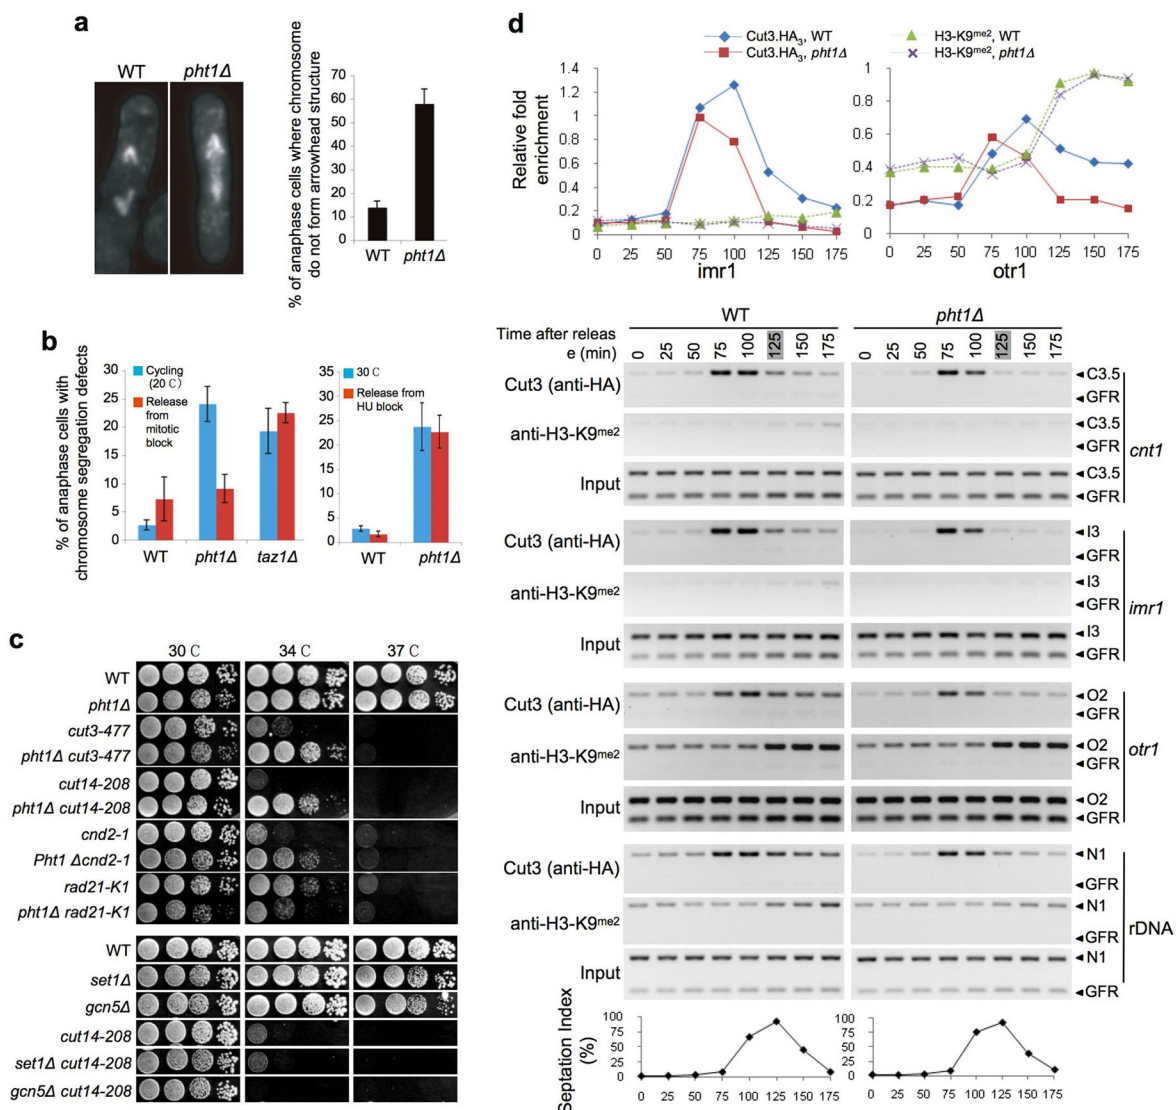 a
WT
pht1Δ
% of anaphase cells where chromosome
do not form arrowhead structure
70
60
50
40
30
20
10
0
WT
pht1Δ
b
% of anaphase cells with
chromosome segregation defects
Cycling
(20 C)
Release
from
mitotic
block
30
25
20
15
10
5
0
WT
pht1Δ
taz1Δ
30 C
Release from
HU block
35
30
25
20
15
10
5
0
WT
pht1Δ
c
30 C
34 C
37 C
WT
pht1Δ
cut3-477
pht1Δ cut3-477
cut14-208
pht1Δ cut14-208
cnd2-1
Pht1 Δcnd2-1
rad21-K1
pht1Δ rad21-K1
WT
set1Δ
gcn5Δ
cut14-208
set1Δ cut14-208
gcn5Δ cut14-208
d
Cut3.HA3, WT
Cut3.HA3, pht1Δ
H3-K9me2, WT
H3-K9me2, pht1Δ
Relative fold
enrichment
1.4
1.2
1
0.8
0.6
0.4
0.2
0
0 25 50 75 100 125 150 175
imr1
1
0.8
0.6
0.4
0.2
0
0 25 50 75 100 125 150 175
otr1
WT
pht1Δ
Time after releas
e (min)
0 25 50 75 100 125 150 175
0 25 50 75 100 125 150 175
Cut3 (anti-HA)
C3.5
GFR
anti-H3-K9me2
C3.5
GFR
Input
C3.5
GFR
cnt1
Cut3 (anti-HA)
I3
GFR
anti-H3-K9me2
I3
GFR
Input
I3
GFR
imr1
Cut3 (anti-HA)
O2
GFR
anti-H3-K9me2
O2
GFR
Input
O2
GFR
otr1
Cut3 (anti-HA)
N1
GFR
anti-H3-K9me2
N1
GFR
Input
N1
GFR
rDNA
Septation Index
(%)
100
75
50
25
0
0 25 50 75 100 125 150 175
100
75
50
25
0
0 25 50 75 100 125 150 175